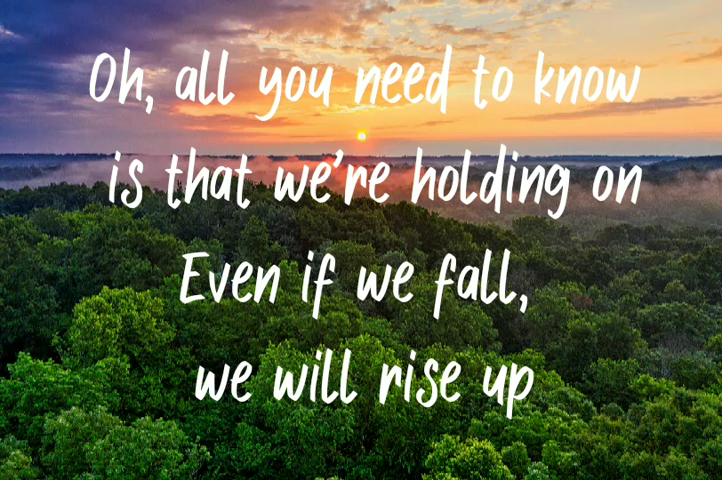 Oh, all you need to know
is that we're holding on
Even if we fall,
we will rise up